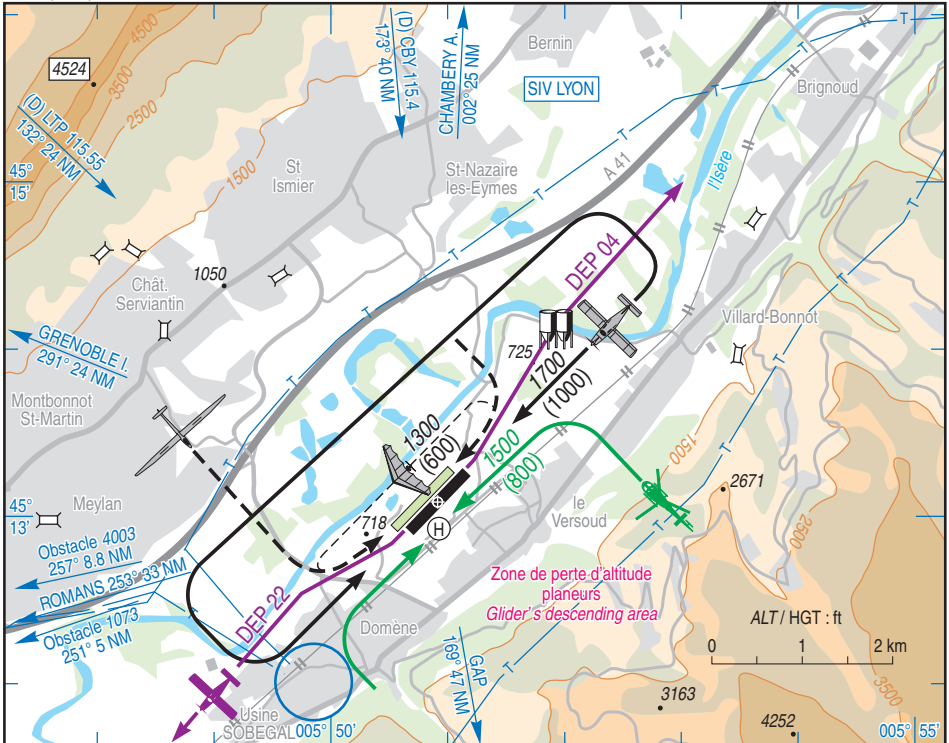 4524
4500
3500
2500
1500
(D) LTP 115.55
132° 24 NM
45°
15'
(D) CBY 115.4
173° 40 NM
CHAMBERY A.
002° 25 NM
Bernin
SIV LYON
Brignoud
St
Ismier
St-Nazaire
les-Eymes
A 41
l'Isère
T
T
T
T
T
T
T
T
T
T
T
1050
Chât.
Serviantin
DEP 04
GRENOBLE I.
291° 24 NM
725
1700
(1000)
Villard-Bonnot
Montbonnot
St-Martin
1300
(600)
1500
(800)
1500
2671
Meylan
45°
13'
718
H
le
Versoud
2500
Obstacle 4003
257° 8.8 NM
ROMANS 253° 33 NM
Obstacle 1073
251° 5 NM
Zone de perte d'altitude
planeurs
Glider's descending area
DEP 22
Domène
ALT / HGT : ft
0 1 2 km
GAP
169° 47 NM
3163
3500
4252
Usine
SOBEGAL
005° 50'
005° 55'